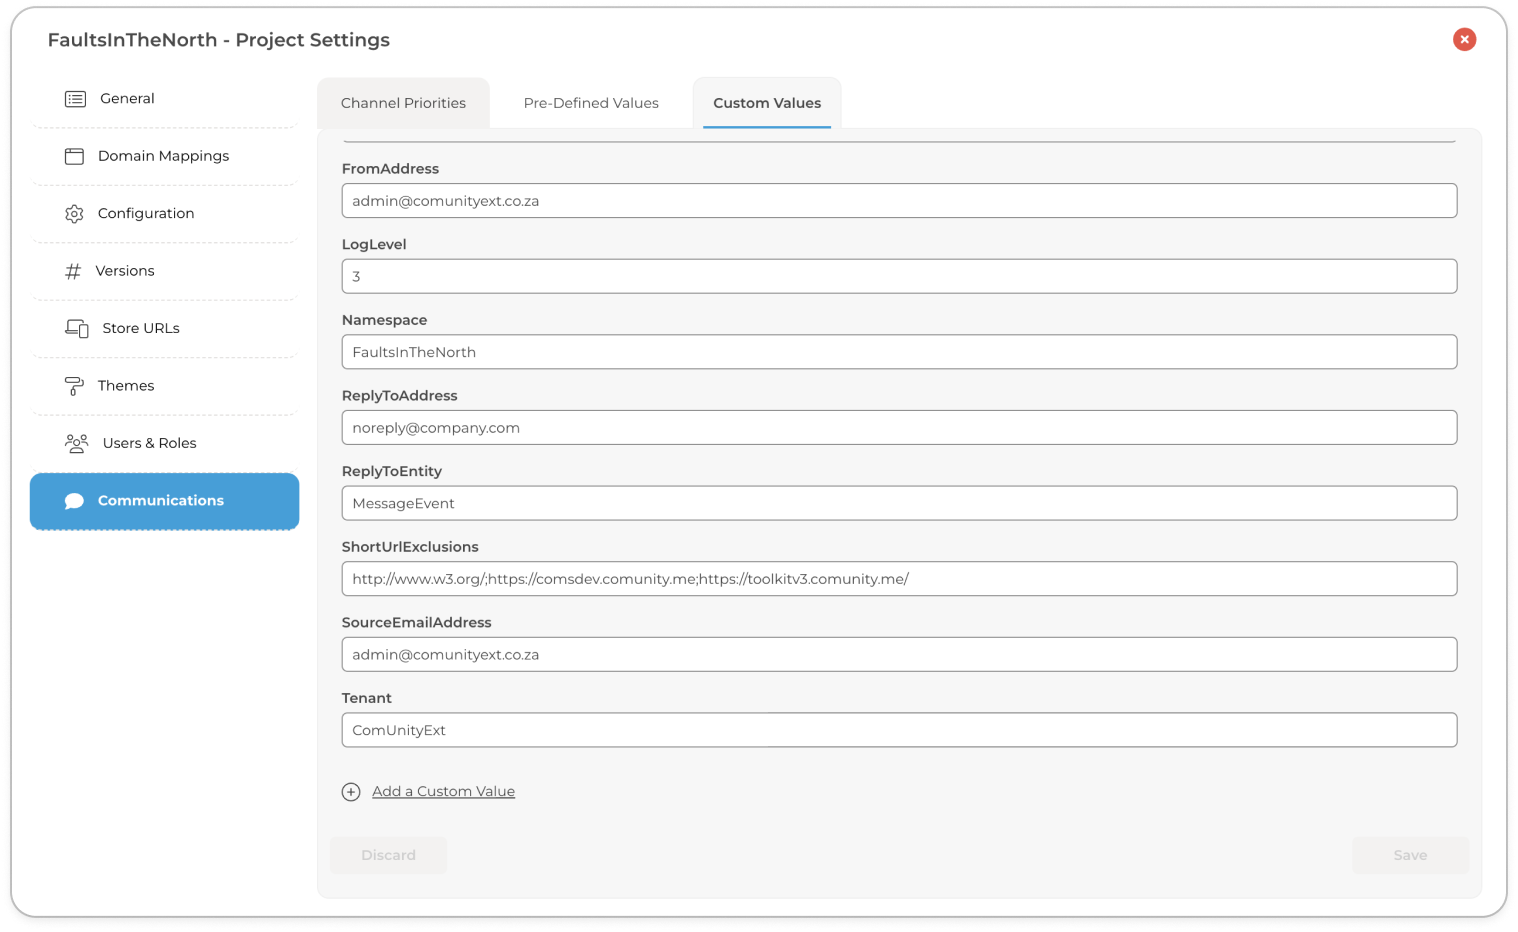 FaultsInTheNorth - Project Settings
General
Domain Mappings
Configuration
Versions
Store URLs
Themes
Users & Roles
Communications
Channel Priorities
Pre-Defined Values
Custom Values
FromAddress
admin@comunityext.co.za
LogLevel
3
Namespace
FaultsInTheNorth
ReplyToAddress
noreply@company.com
ReplyToEntity
MessageEvent
ShortUrlExclusions
http://www.w3.org/;https://comsdev.comunity.me;https://toolkitv3.comunity.me/
SourceEmailAddress
admin@comunityext.co.za
Tenant
ComUnityExt
Add a Custom Value
Discard
Save